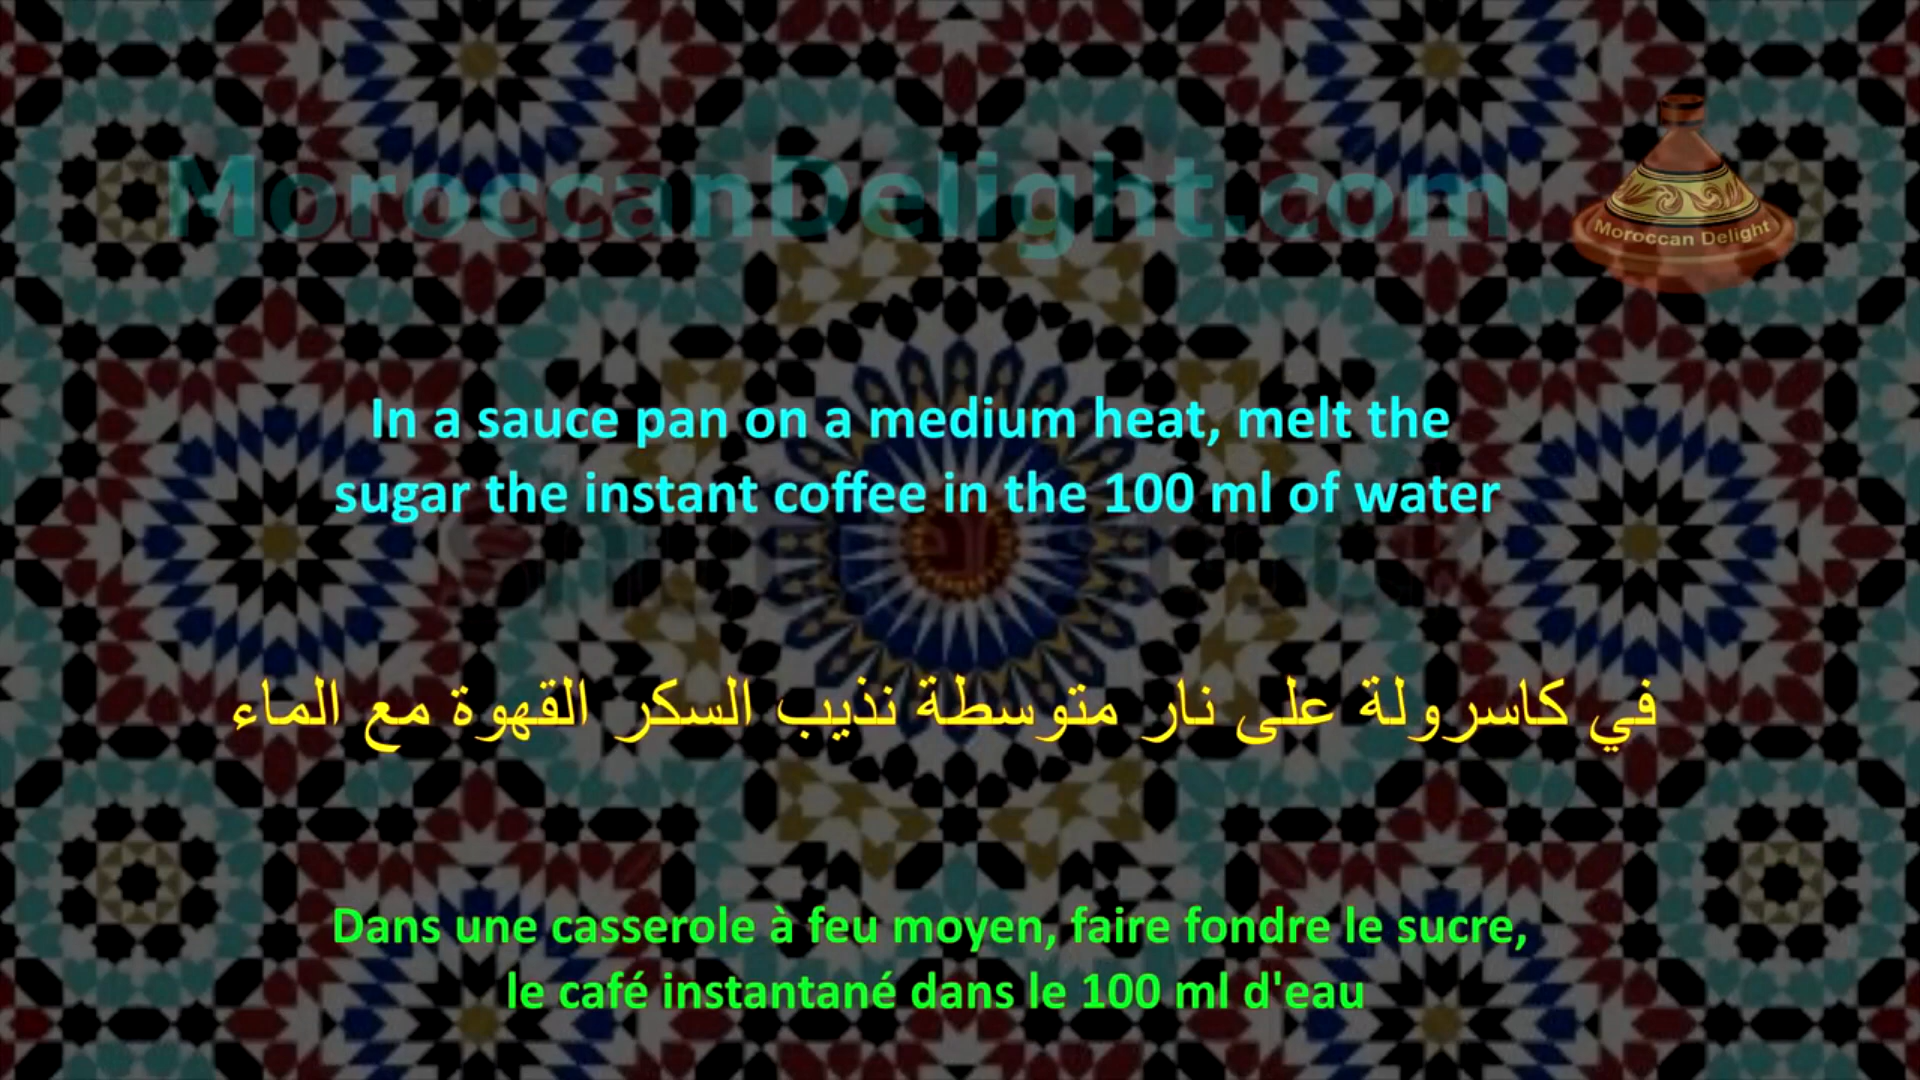 MoroccanDelight.com
Moroccan Delight
In a sauce pan on a medium heat, melt the
sugar the instant coffee in the 100 ml of water
في كاسرولة على نار متوسطة نذيب السكر القهوة مع الماء
Dans une casserole à feu moyen, faire fondre le sucre,
le café instantané dans le 100 ml d'eau